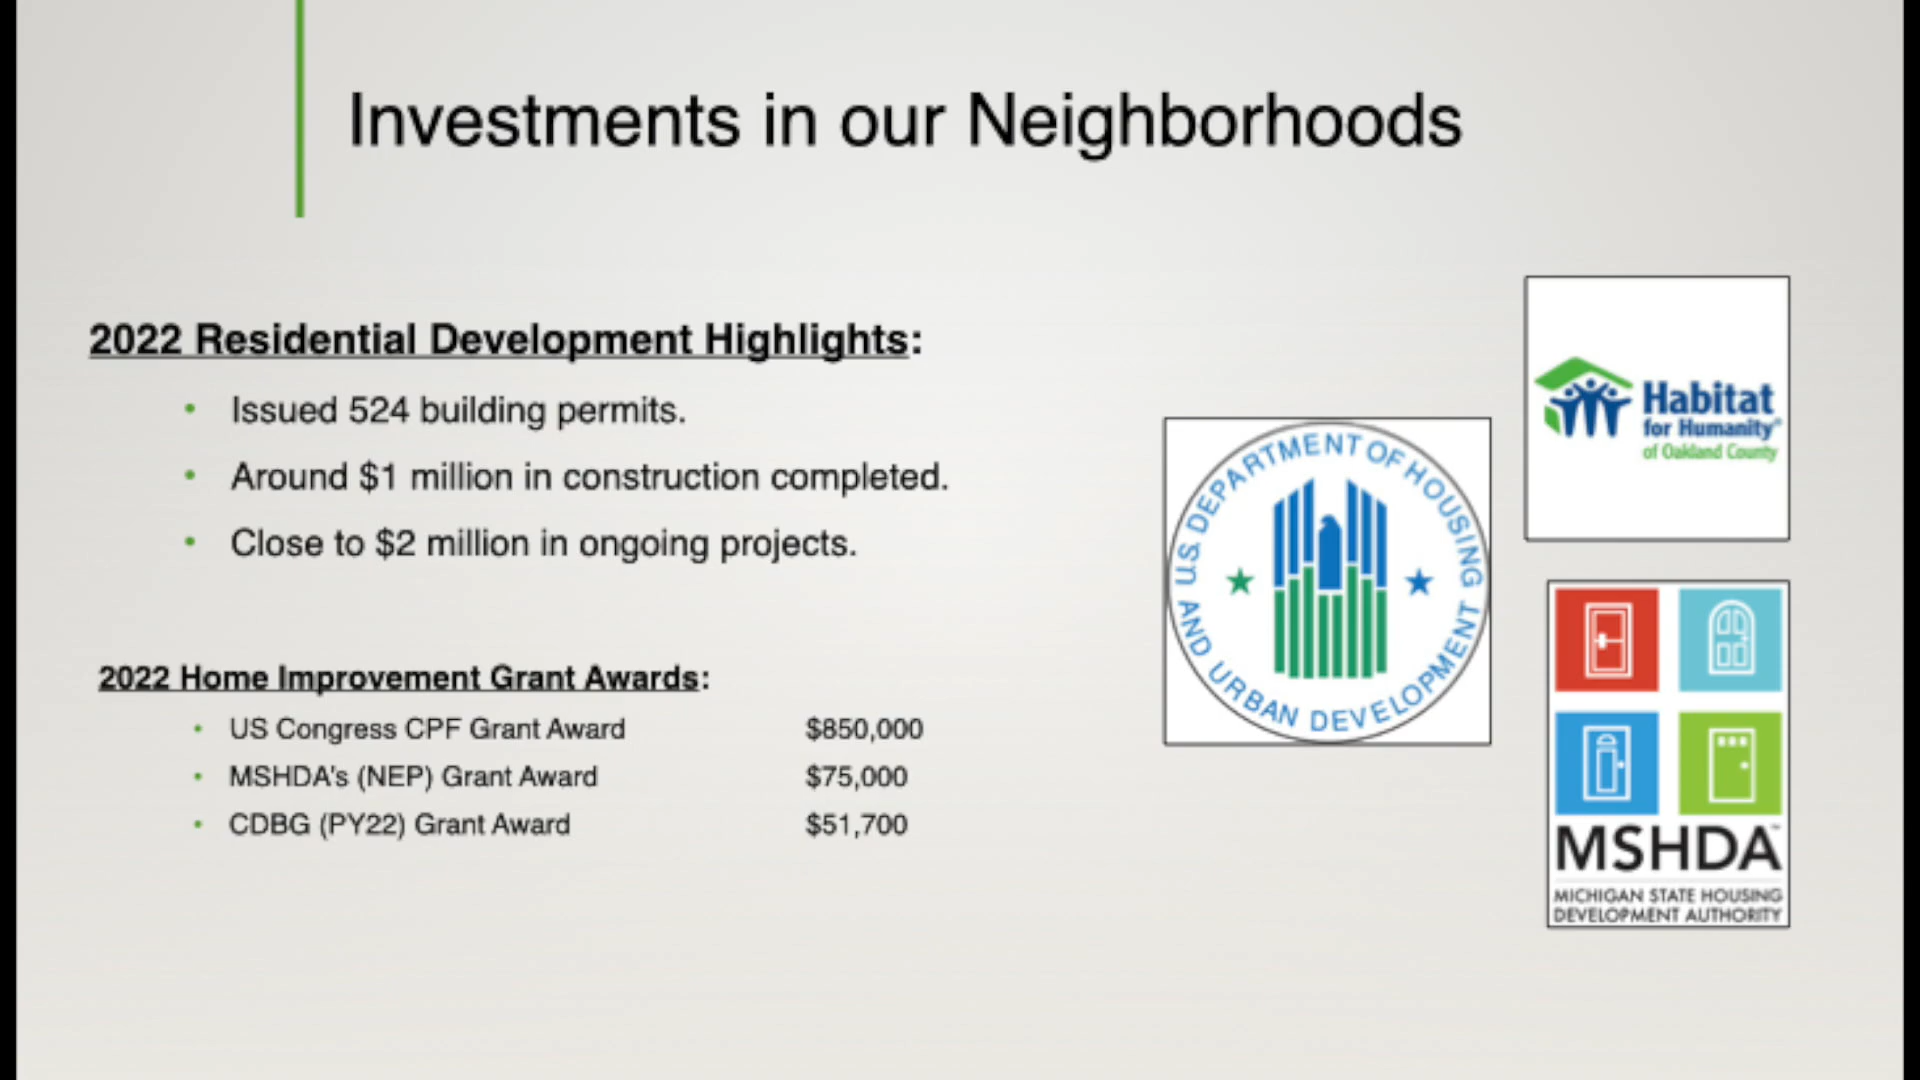 Investments in our Neighborhoods
2022 Residential Development Highlights:
• Issued 524 building permits.
• Around $1 million in construction completed.
• Close to $2 million in ongoing projects.
2022 Home Improvement Grant Awards:
• US Congress CPF Grant Award $850,000
• MSHDA's (NEP) Grant Award $75,000
• CDBG (PY22) Grant Award $51,700
U.S. DEPARTMENT OF HOUSING
AND URBAN DEVELOPMENT
Habitat
for Humanity®
of Oakland County
MSHDA™
MICHIGAN STATE HOUSING
DEVELOPMENT AUTHORITY